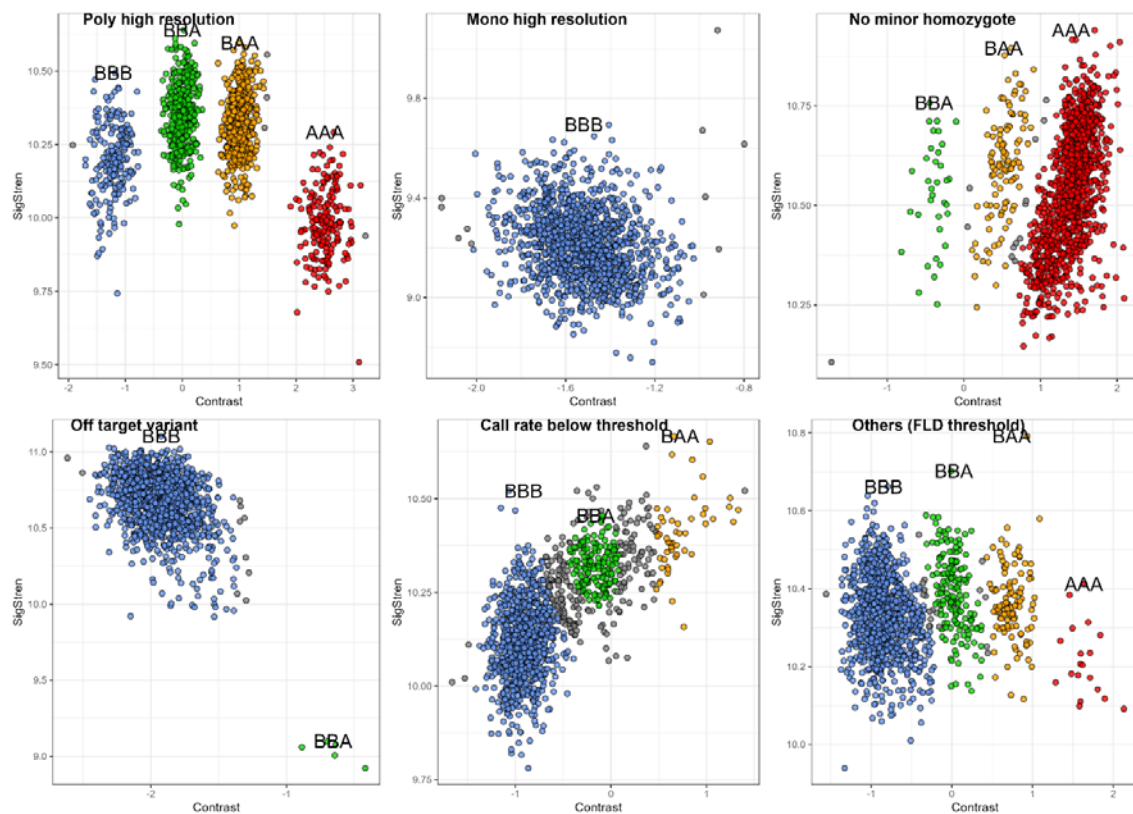 Poly high resolution
BBB
BBA
BAA
AAA
10.50
10.25
10.00
9.75
9.50
SigStren
-2
-1
0
1
2
3
Contrast
Mono high resolution
BBB
9.8
9.4
9.0
SigStren
-2.0
-1.6
-1.2
-0.8
Contrast
No minor homozygote
BBA
BAA
AAA
10.75
10.50
10.25
SigStren
-1
0
1
2
Contrast
Off target variant
BBB
BBA
11.0
10.5
10.0
9.5
9.0
SigStren
-2
-1
Contrast
Call rate below threshold
BBB
BBA
BAA
10.50
10.25
10.00
9.75
SigStren
-1
0
1
Contrast
Others (FLD threshold)
BBB
BBA
BAA
AAA
10.8
10.6
10.4
10.2
10.0
SigStren
-1
0
1
2
Contrast